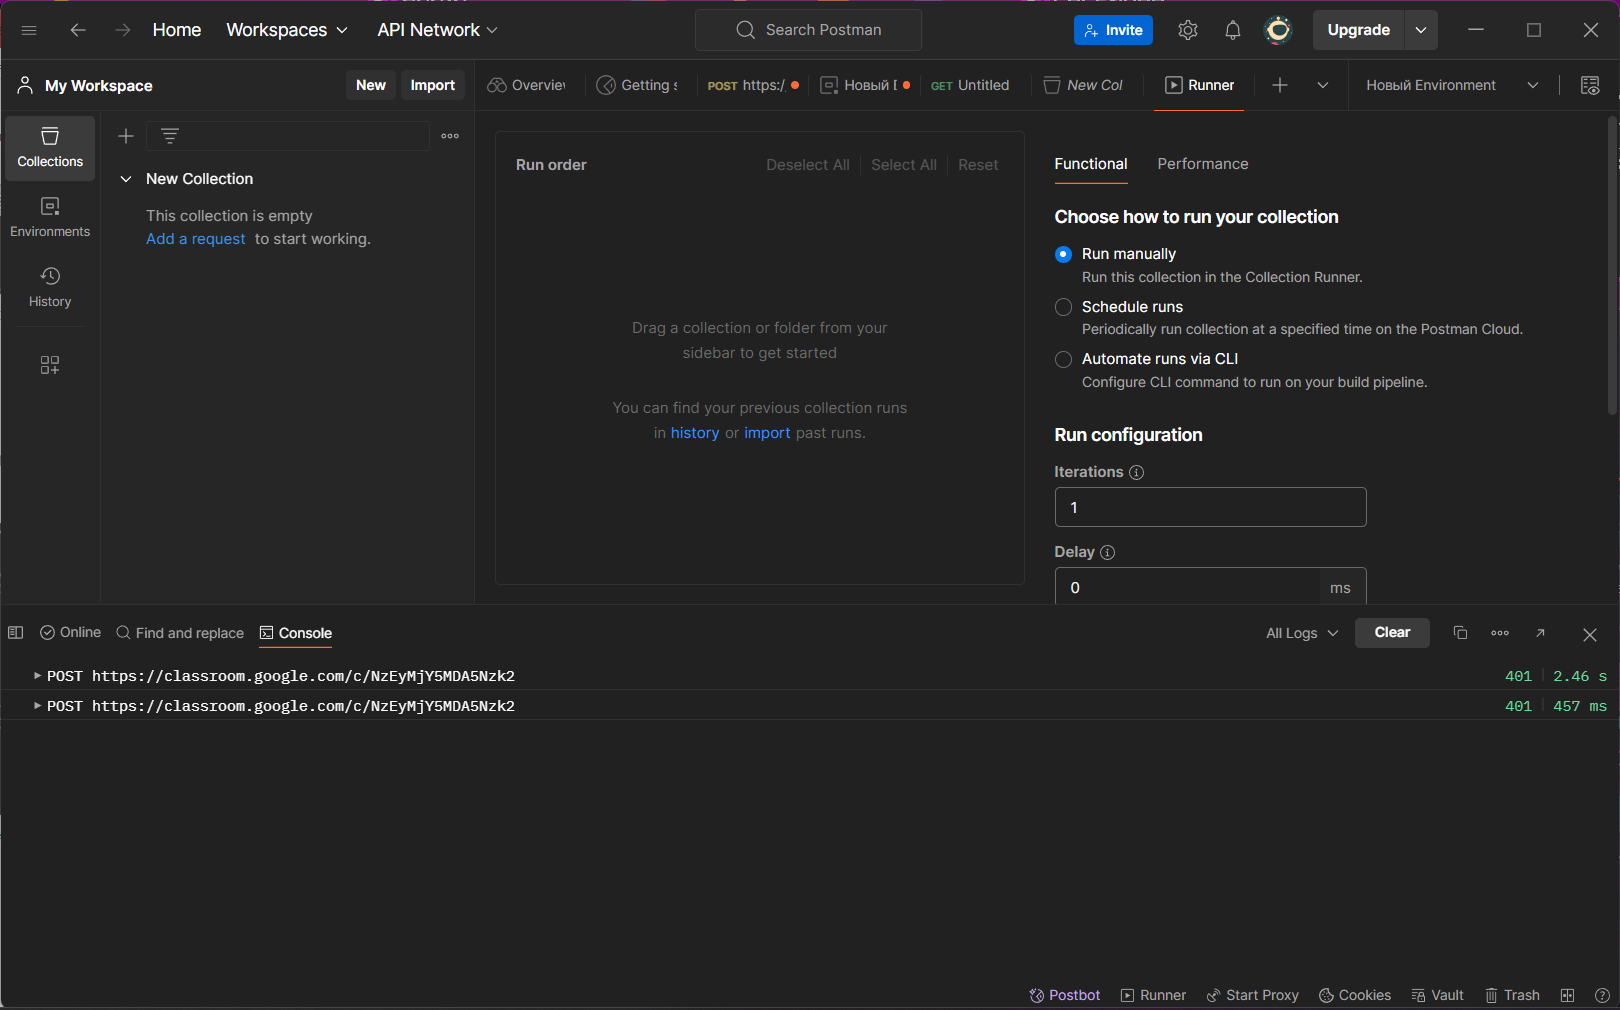 Home Workspaces API Network Search Postman Invite Upgrade
My Workspace New Import Overview Getting s POST https:/ Новый GET Untitled New Col Runner Новый Environment
Collections
Environments
History
New Collection
This collection is empty
Add a request to start working.
Run order Deselect All Select All Reset
Drag a collection or folder from your
sidebar to get started
You can find your previous collection runs
in history or import past runs.
Functional Performance
Choose how to run your collection
Run manually
Run this collection in the Collection Runner.
Schedule runs
Periodically run collection at a specified time on the Postman Cloud.
Automate runs via CLI
Configure CLI command to run on your build pipeline.
Run configuration
Iterations
1
Delay
0 ms
Online Find and replace Console All Logs Clear
POST https://classroom.google.com/c/NzEyMjY5MDA5Nzk2 401 2.46 s
POST https://classroom.google.com/c/NzEyMjY5MDA5Nzk2 401 457 ms
Postbot Runner Start Proxy Cookies Vault Trash